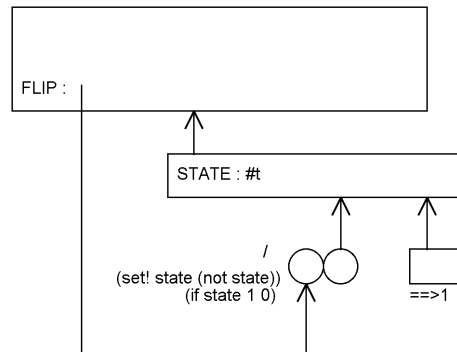 FLIP :
STATE : #t
/
(set! state (not state))
(if state 1 0)
==>1